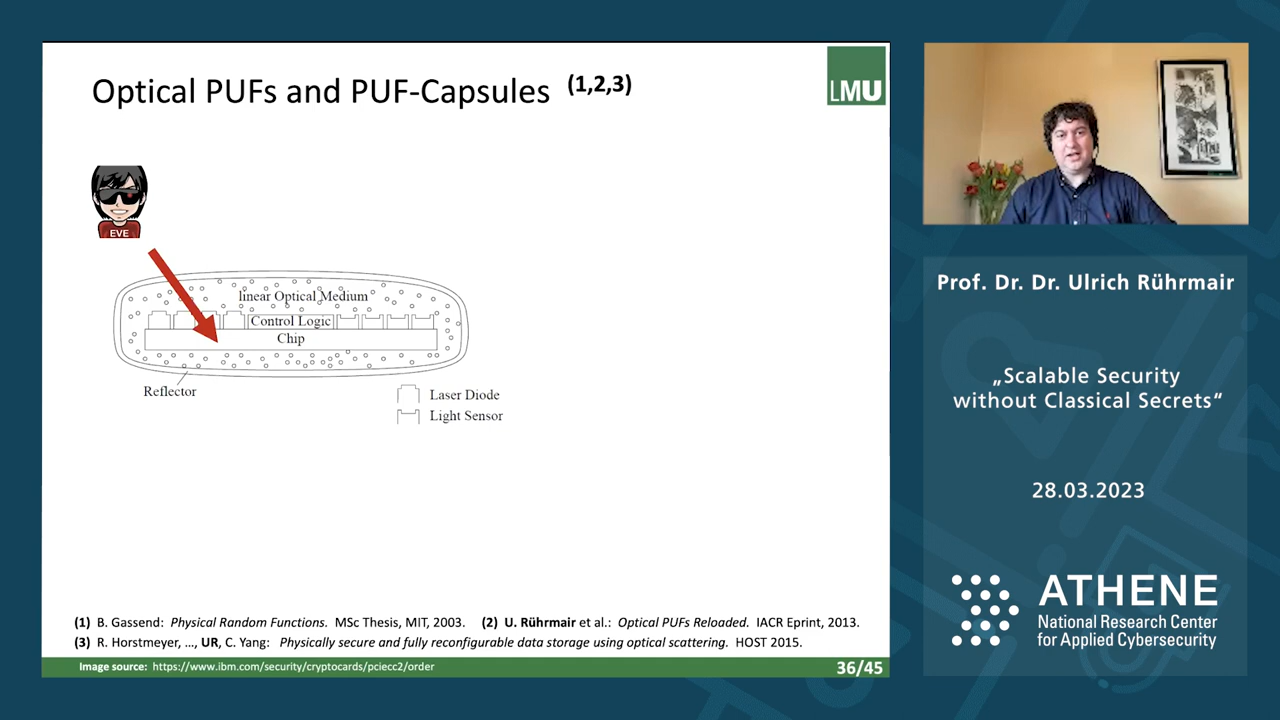 Optical PUFs and PUF-Capsules (1,2,3)
LMU
EVE
linear Optical Medium
Control Logic
Chip
Reflector
Laser Diode
Light Sensor
(1) B. Gassend: Physical Random Functions. MSc Thesis, MIT, 2003. (2) U. Rührmair et al.: Optical PUFs Reloaded. IACR Eprint, 2013.
(3) R. Horstmeyer, ..., UR, C. Yang: Physically secure and fully reconfigurable data storage using optical scattering. HOST 2015.
Image source: https://www.ibm.com/security/cryptocards/pciecc2/order
36/45
Prof. Dr. Dr. Ulrich Rührmair
„Scalable Security
without Classical Secrets“
28.03.2023
ATHENE
National Research Center
for Applied Cybersecurity